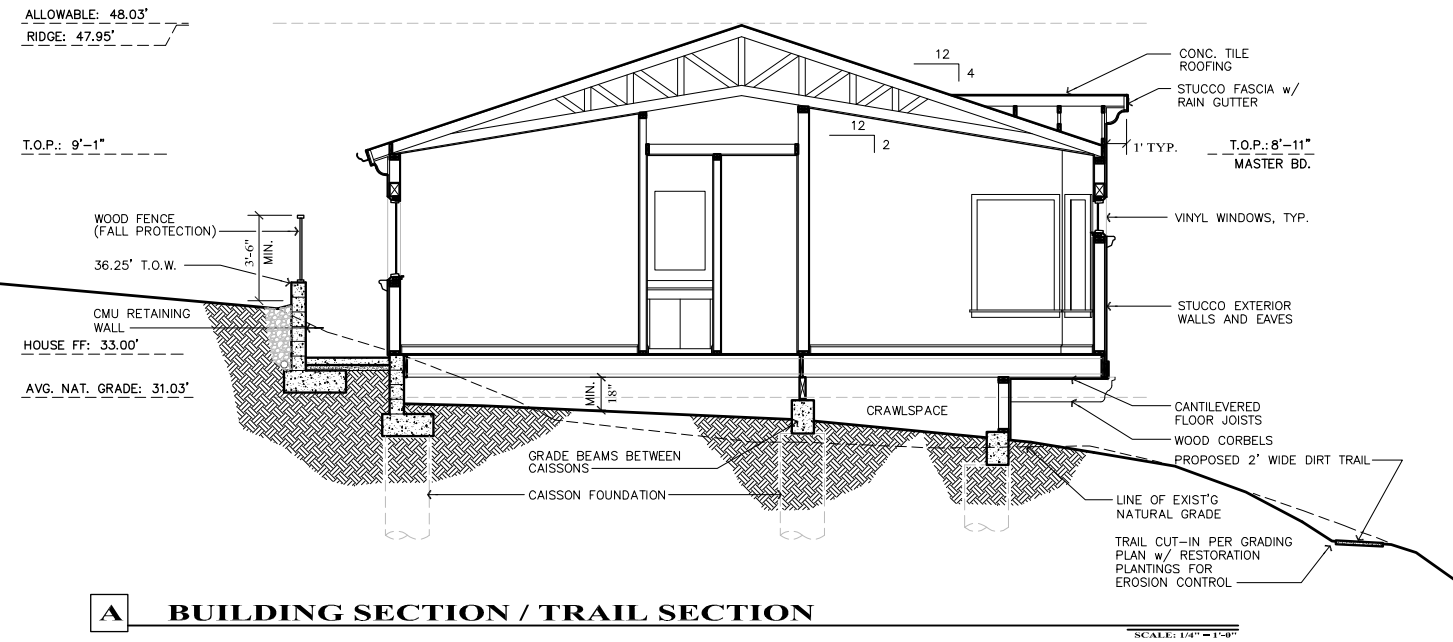 ALLOWABLE: 48.03'
RIDGE: 47.95'
12
4
CONC. TILE
ROOFING
STUCCO FASCIA w/
RAIN GUTTER
T.O.P.: 9'-1"
12
2
1' TYP.
T.O.P.: 8'-11"
MASTER BD.
WOOD FENCE
(FALL PROTECTION)
3'-6"
MIN.
VINYL WINDOWS, TYP.
36.25' T.O.W.
CMU RETAINING
WALL
STUCCO EXTERIOR
WALLS AND EAVES
HOUSE FF: 33.00'
AVG. NAT. GRADE: 31.03'
MIN.
18"
CRAWLSPACE
CANTILEVERED
FLOOR JOISTS
WOOD CORBELS
GRADE BEAMS BETWEEN
CAISSONS
PROPOSED 2' WIDE DIRT TRAIL
CAISSON FOUNDATION
LINE OF EXIST'G
NATURAL GRADE
TRAIL CUT-IN PER GRADING
PLAN w/ RESTORATION
PLANTINGS FOR
EROSION CONTROL
A BUILDING SECTION / TRAIL SECTION
SCALE: 1/4" = 1'-0"